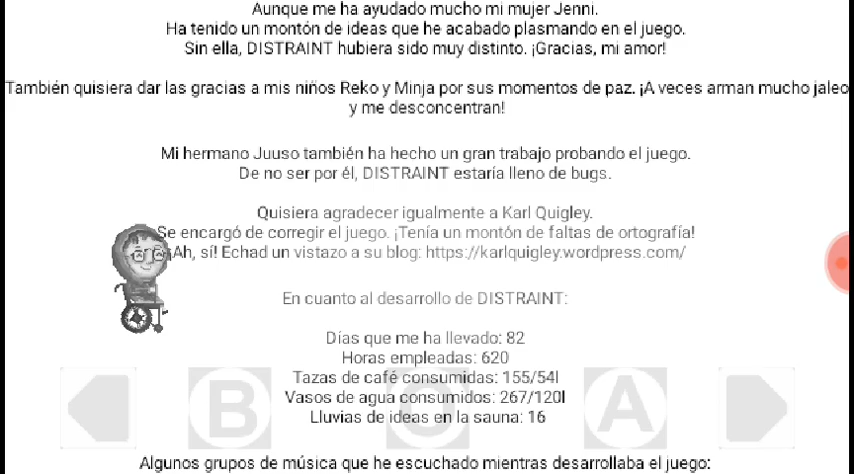 Aunque me ha ayudado mucho mi mujer Jenni.
Ha tenido un montón de ideas que he acabado plasmando en el juego.
Sin ella, DISTRAINT hubiera sido muy distinto. ¡Gracias, mi amor!
También quisiera dar las gracias a mis niños Reko y Minja por sus momentos de paz. ¡A veces arman mucho jaleo
y me desconcentran!
Mi hermano Juuso también ha hecho un gran trabajo probando el juego.
De no ser por él, DISTRAINT estaría lleno de bugs.
Quisiera agradecer igualmente a Karl Quigley.
Se encargó de corregir el juego. ¡Tenía un montón de faltas de ortografía!
¡Ah, sí! Echad un vistazo a su blog: https://karlquigley.wordpress.com/
En cuanto al desarrollo de DISTRAINT:
Días que me ha llevado: 82
Horas empleadas: 620
Tazas de café consumidas: 155/54l
Vasos de agua consumidos: 267/120l
Lluvias de ideas en la sauna: 16
B
A
Algunos grupos de música que he escuchado mientras desarrollaba el juego: